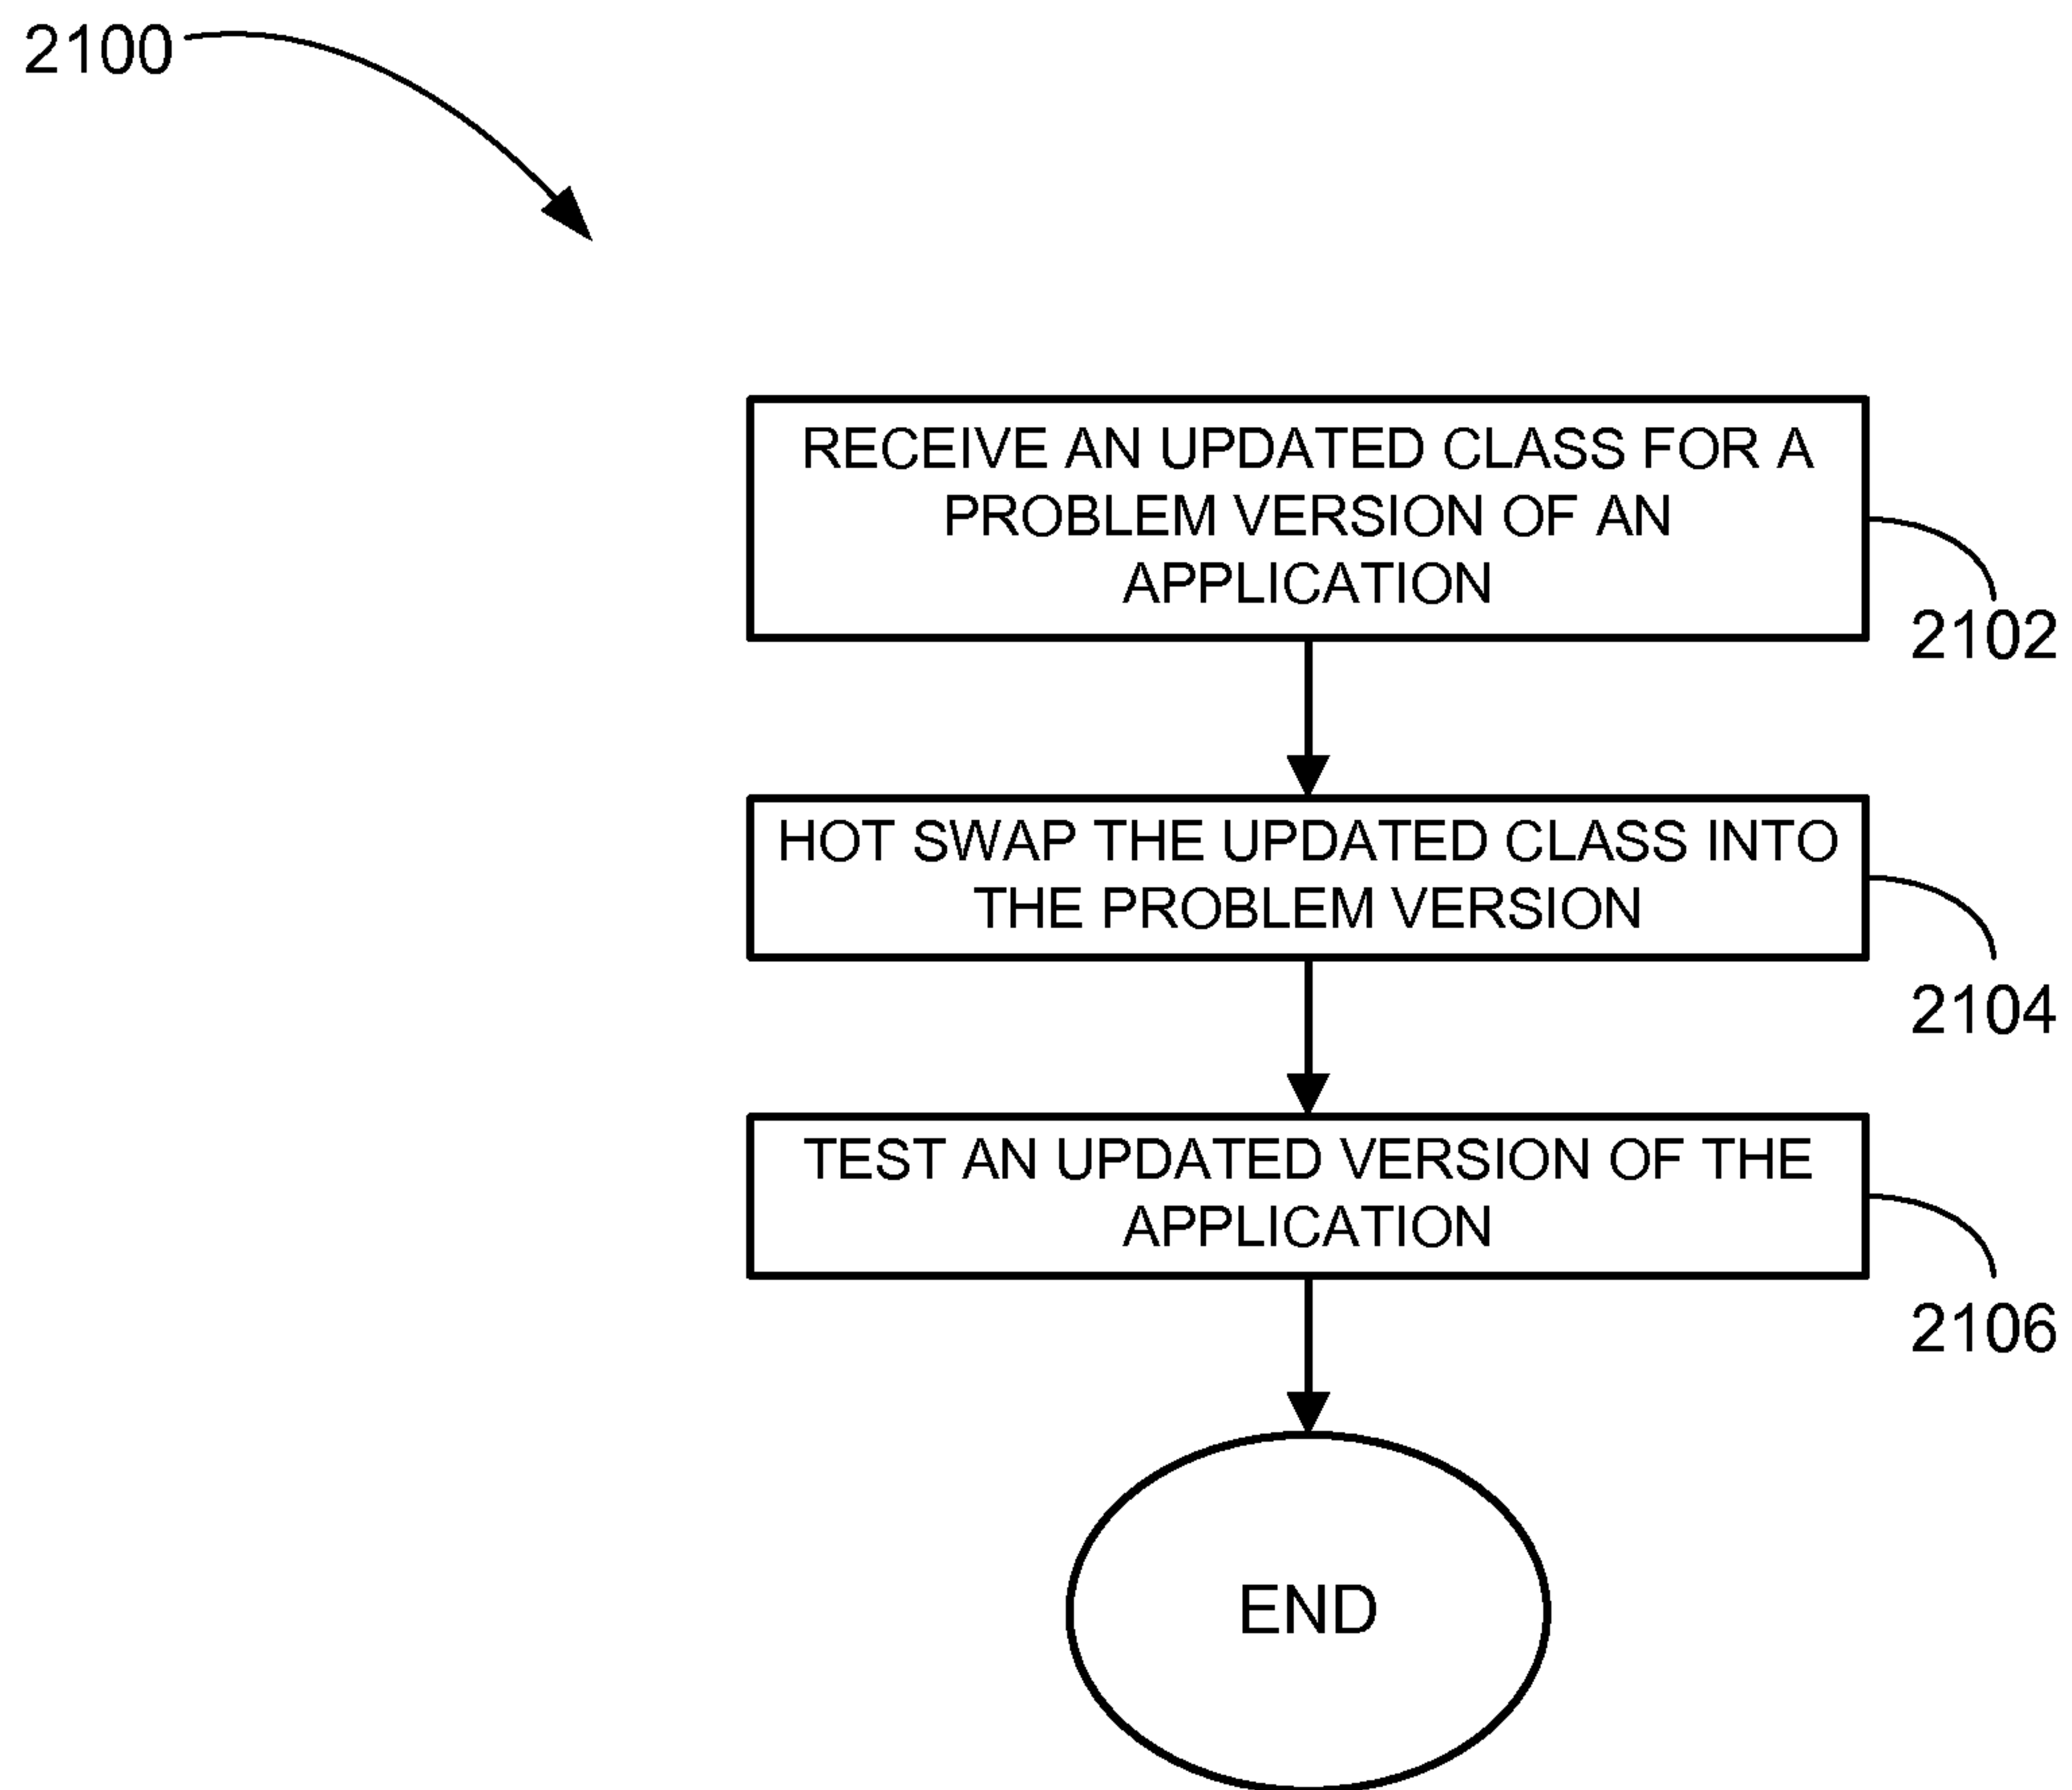 2100
RECEIVE AN UPDATED CLASS FOR A
PROBLEM VERSION OF AN
APPLICATION
2102
HOT SWAP THE UPDATED CLASS INTO
THE PROBLEM VERSION
2104
TEST AN UPDATED VERSION OF THE
APPLICATION
2106
END